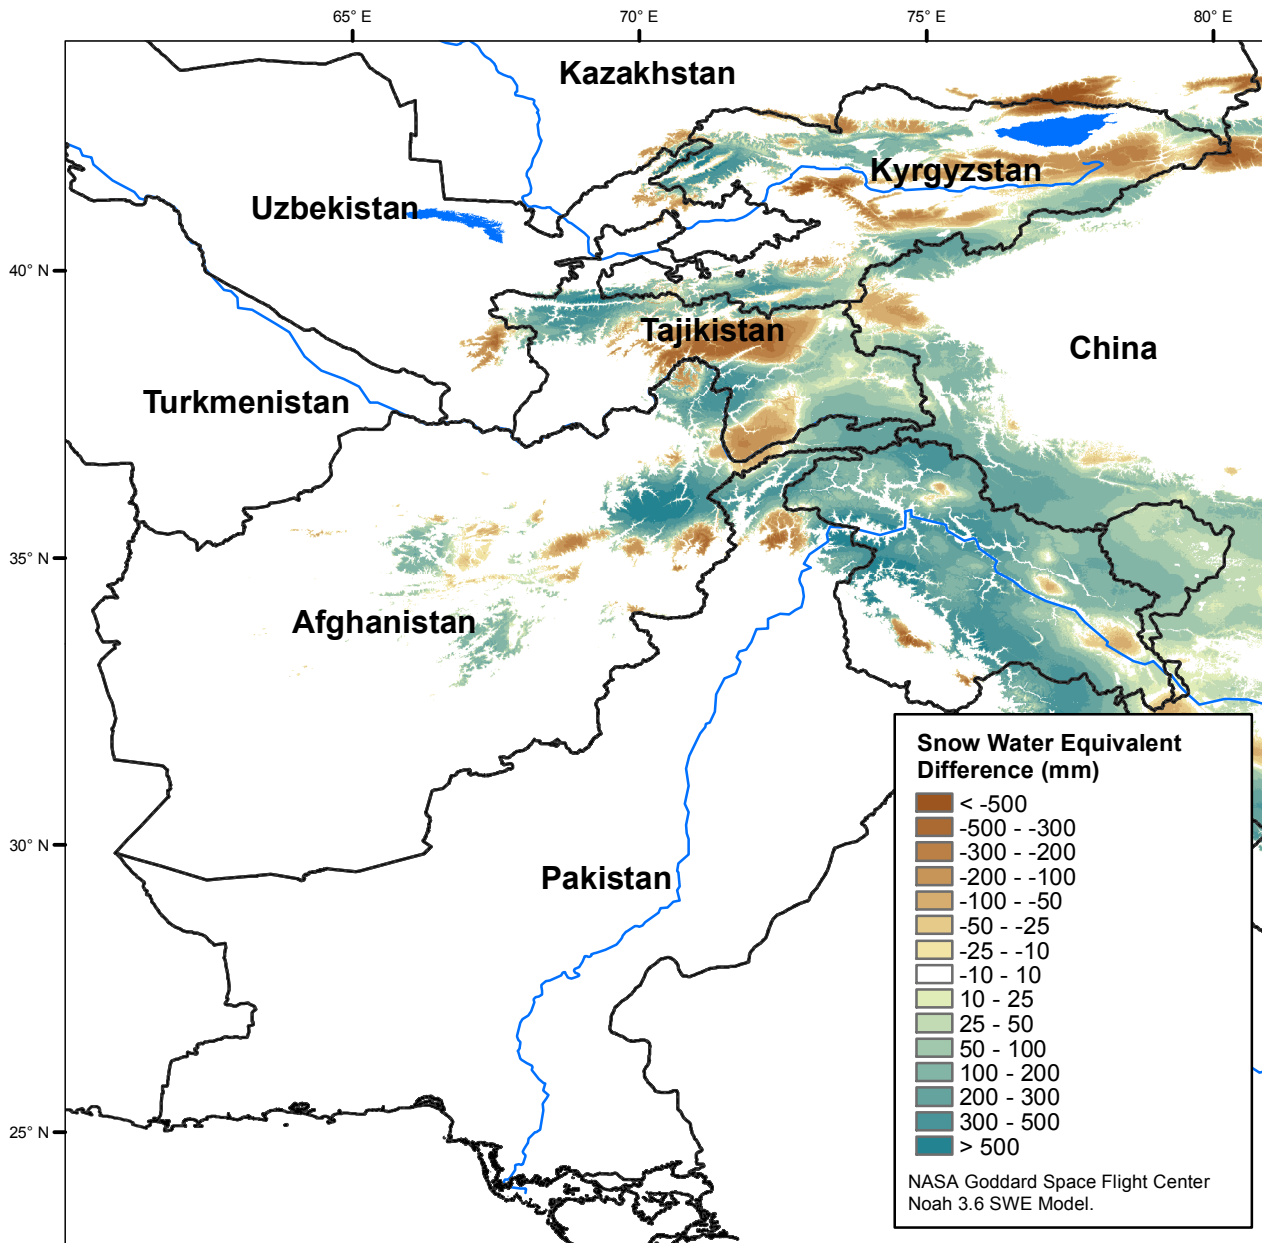 65° E
70° E
75° E
80° E
Kazakhstan
Kyrgyzstan
Uzbekistan
40° N
Tajikistan
China
Turkmenistan
35° N
Afghanistan
Snow Water Equivalent
Difference (mm)
< -500
-500 - -300
-300 - -200
-200 - -100
-100 - -50
-50 - -25
-25 - -10
-10 - 10
10 - 25
25 - 50
50 - 100
100 - 200
200 - 300
300 - 500
> 500
30° N
Pakistan
25° N
NASA Goddard Space Flight Center
Noah 3.6 SWE Model.